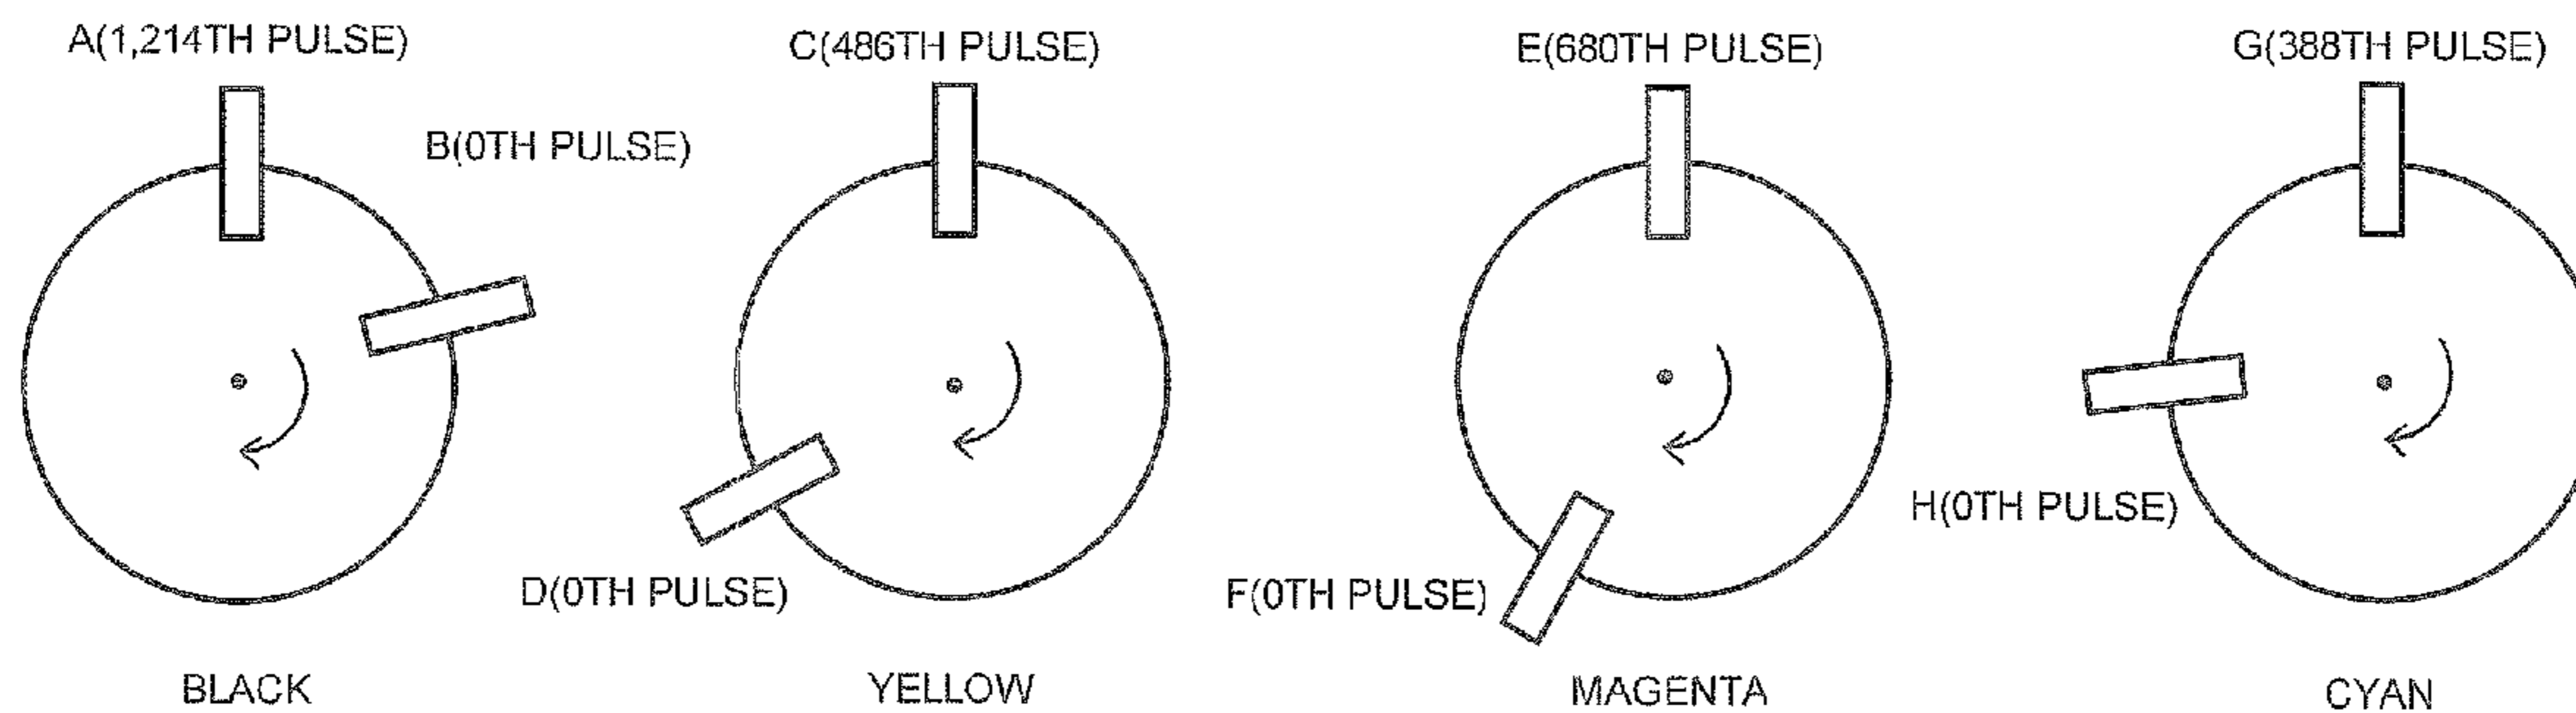 A(1,214TH PULSE)
B(0TH PULSE)
C(486TH PULSE)
D(0TH PULSE)
E(680TH PULSE)
F(0TH PULSE)
G(388TH PULSE)
H(0TH PULSE)
BLACK
YELLOW
MAGENTA
CYAN